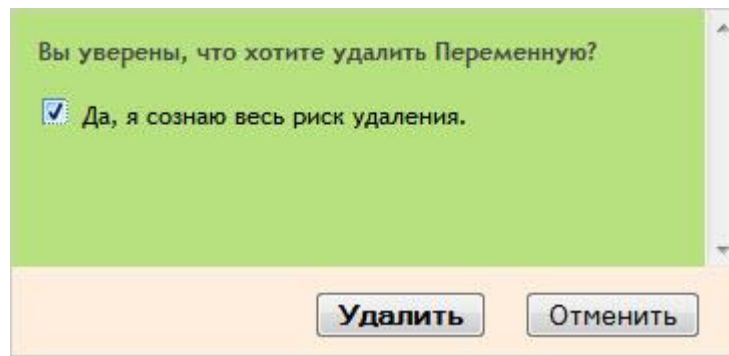 Вы уверены, что хотите удалить Переменную?
Да, я сознаю весь риск удаления.
Удалить Отменить